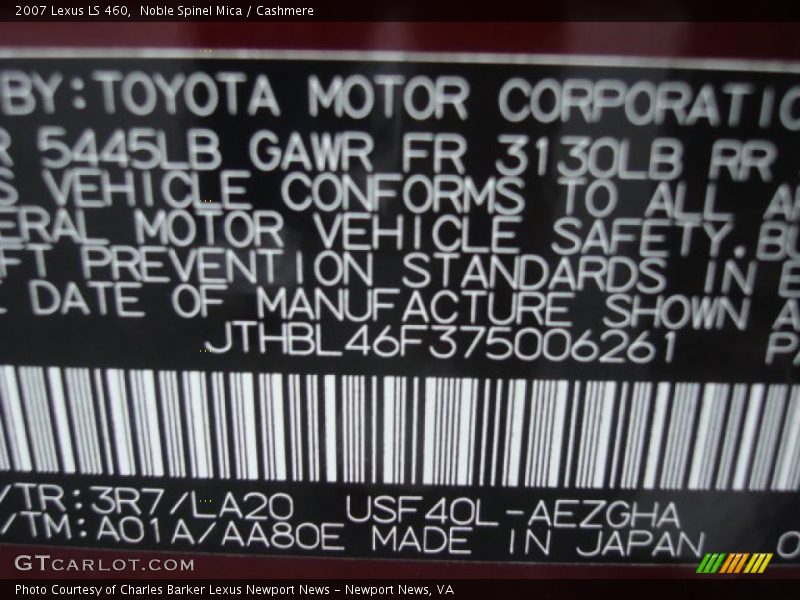 2007 Lexus LS 460,  Noble Spinel Mica / Cashmere
BY:TOYOTA MOTOR CORPORATIO
R 5445LB GAWR FR 3130LB RR
S VEHICLE CONFORMS TO ALL A
ERAL MOTOR VEHICLE SAFETY.BU
FT PREVENTION STANDARDS IN E
E DATE OF MANUFACTURE SHOWN A
JTHBL46F375006261 PA
/TR:3R7/LA20 USF40L-AEZGHA
/TM:A01A/AA80E MADE IN JAPAN 0
GTCARLOT.COM
Photo Courtesy of Charles Barker Lexus Newport News - Newport News, VA